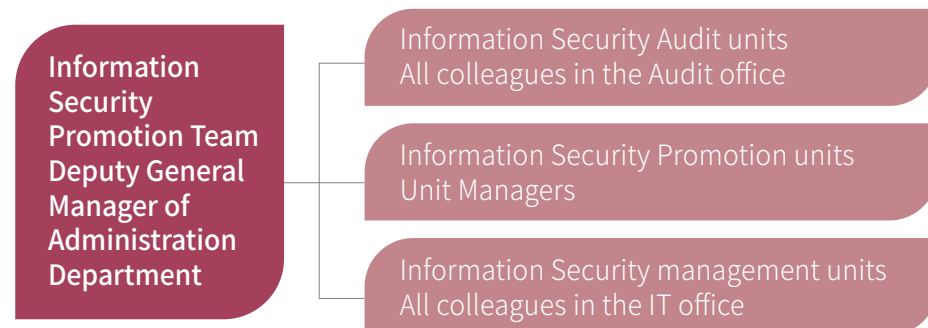 Information
Security
Promotion Team
Deputy General
Manager of
Administration
Department
Information Security Audit units
All colleagues in the Audit office
Information Security Promotion units
Unit Managers
Information Security management units
All colleagues in the IT office